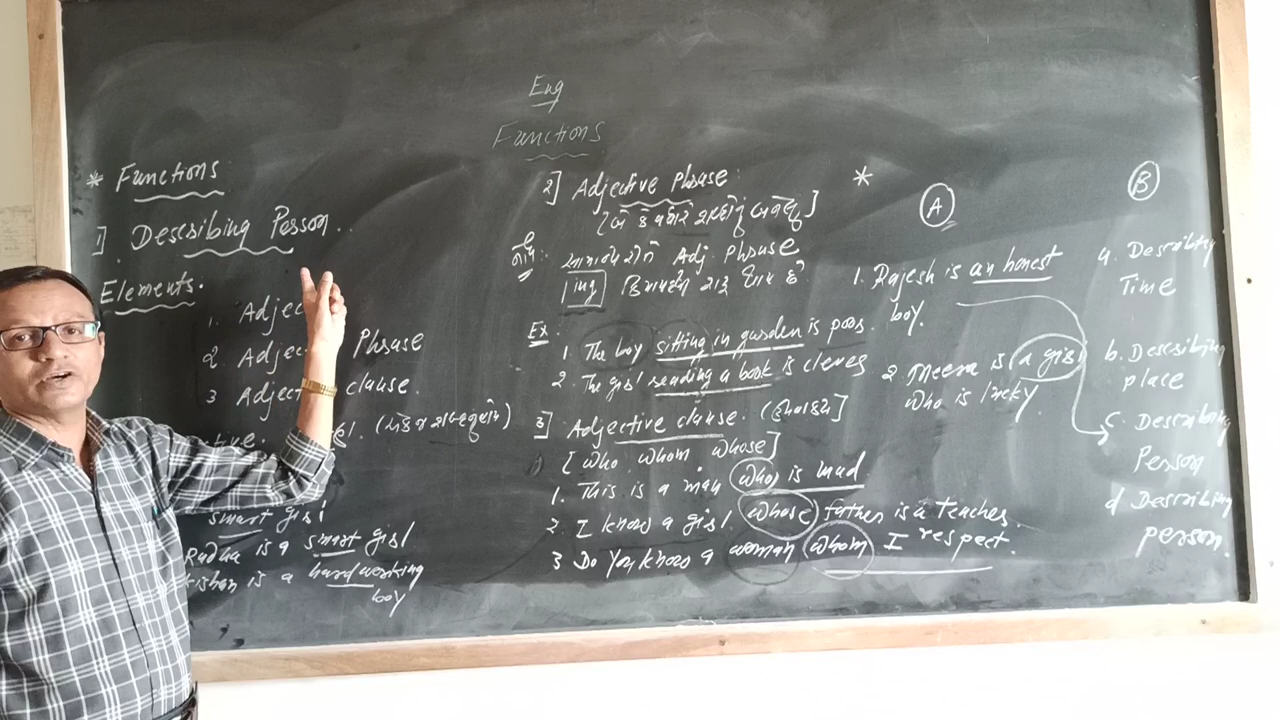 Eng
Functions
* Functions
1] Describing Person..
Elements.
1. Adjec
2. Adjec Phrase
3 Adjec clause.
smart girl
Radha is a smart girl
kishan is a hardworking
boy
2] Adjective Phrase:
Adj. Phrase
ing
Ex.
1. The boy sitting in garden is poor.
2. The girl reading a book is clever
3] Adjective clause.
[who, whom, whose]
1. This is a man who is mad.
2. I know a girl whose father is a teacher.
3 Do you know a woman whom I respect.
*
A
1. Rajesh is an honest
boy.
2 Meera is a girl
who is lucky.
B
a. Describing
Time
b. Describing
place
c. Describing
Person
d Describing
person.